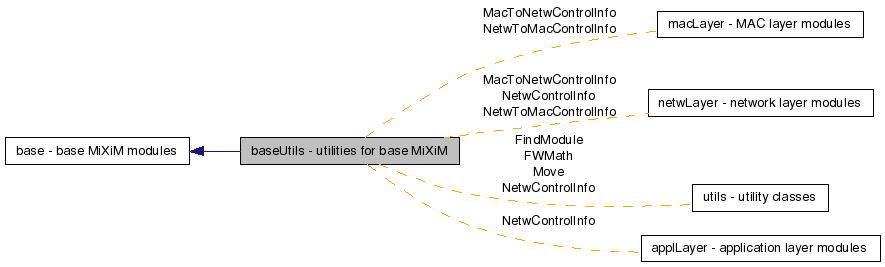 MacToNetwControlInfo
NetwToMacControlInfo
macLayer - MAC layer modules
MacToNetwControlInfo
NetwControlInfo
NetwToMacControlInfo
netwLayer - network layer modules
base - base MiXiM modules
baseUtils - utilities for base MiXiM
FindModule
FWMath
Move
NetwControlInfo
utils - utility classes
NetwControlInfo
applLayer - application layer modules